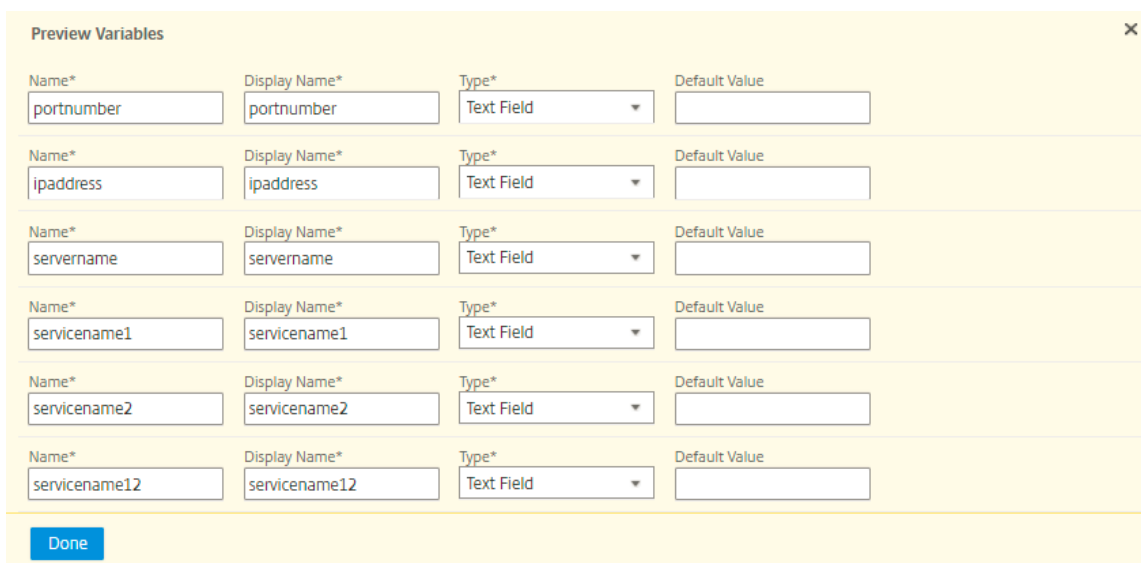 Preview Variables ×
Name* Display Name* Type* Default Value
portnumber portnumber Text Field
Name* Display Name* Type* Default Value
ipaddress ipaddress Text Field
Name* Display Name* Type* Default Value
servername servername Text Field
Name* Display Name* Type* Default Value
servicename1 servicename1 Text Field
Name* Display Name* Type* Default Value
servicename2 servicename2 Text Field
Name* Display Name* Type* Default Value
servicename12 servicename12 Text Field
Done